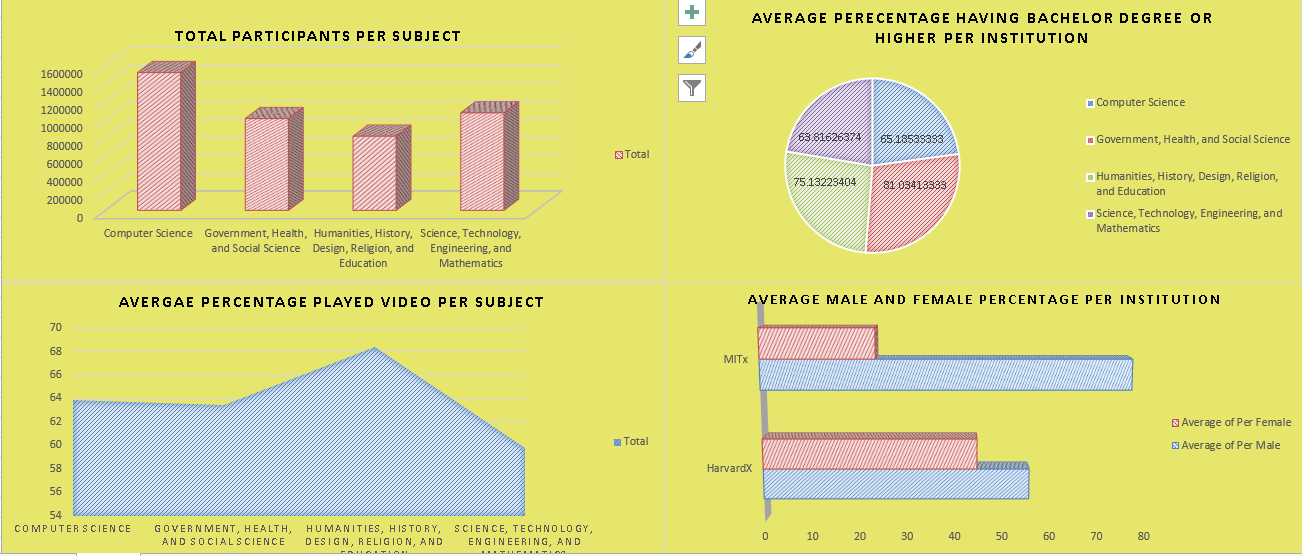 TOTAL PARTICIPANTS PER SUBJECT
1600000
1400000
1200000
1000000
800000
600000
400000
200000
0
Computer Science
Government, Health,
and Social Science
Humanities, History,
Design, Religion, and
Education
Science, Technology,
Engineering, and
Mathematics
Total
AVERAGE PERECENTAGE HAVING BACHELOR DEGREE OR
HIGHER PER INSTITUTION
63.81626374
65.18533333
75.13223404
81.03413333
Computer Science
Government, Health, and Social Science
Humanities, History, Design, Religion,
and Education
Science, Technology, Engineering, and
Mathematics
AVERGAE PERCENTAGE PLAYED VIDEO PER SUBJECT
70
68
66
64
62
60
58
56
54
COMPUTER SCIENCE
GOVERNMENT, HEALTH,
AND SOCIAL SCIENCE
HUMANITIES, HISTORY,
DESIGN, RELIGION, AND
EDUCATION
SCIENCE, TECHNOLOGY,
ENGINEERING, AND
MATHEMATICS
Total
AVERAGE MALE AND FEMALE PERCENTAGE PER INSTITUTION
MITx
HarvardX
0 10 20 30 40 50 60 70 80
Average of Per Female
Average of Per Male